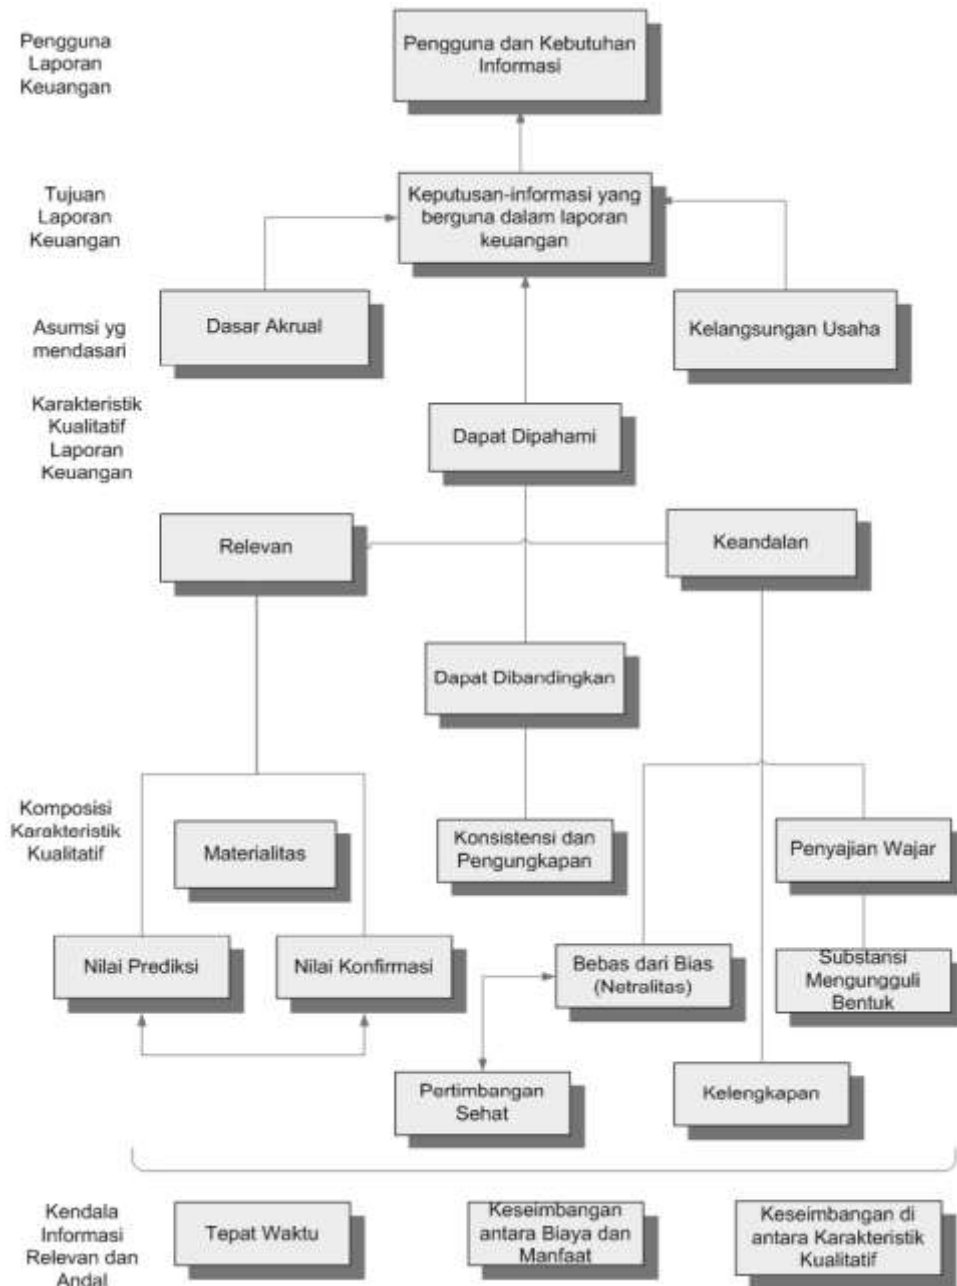 Pengguna
Laporan
Keuangan
Pengguna dan Kebutuhan
Informasi
Tujuan
Laporan
Keuangan
Keputusan-informasi yang
berguna dalam laporan
keuangan
Asumsi yg
mendasari
Dasar Akrual
Kelangsungan Usaha
Karakteristik
Kualitatif
Laporan
Keuangan
Dapat Dipahami
Relevan
Keandalan
Dapat Dibandingkan
Komposisi
Karakteristik
Kualitatif
Materialitas
Konsistensi dan
Pengungkapan
Penyajian Wajar
Nilai Prediksi
Nilai Konfirmasi
Bebas dari Bias
(Netralitas)
Substansi
Mengungguli
Bentuk
Pertimbangan
Sehat
Kelengkapan
Kendala
Informasi
Relevan dan
Andal
Tepat Waktu
Keseimbangan
antara Biaya dan
Manfaat
Keseimbangan di
antara Karakteristik
Kualitatif